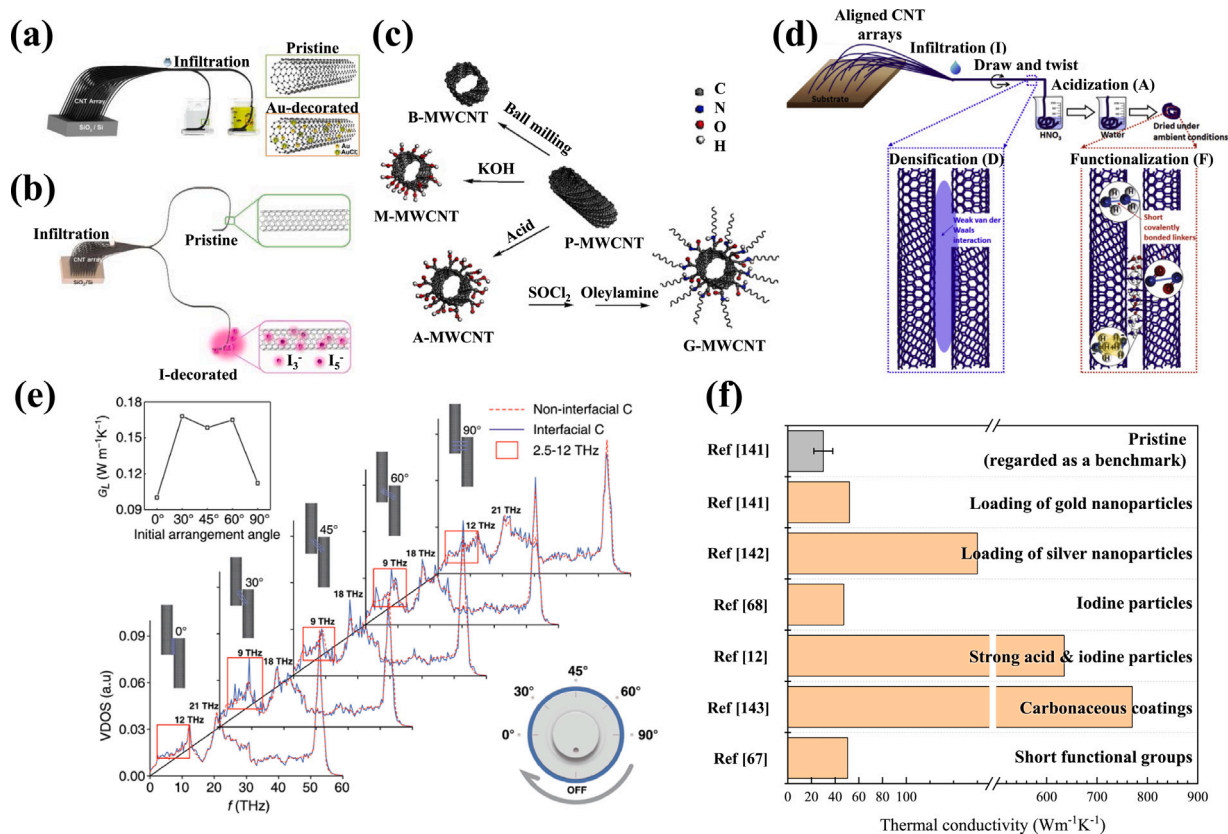 (a)
Infiltration
CNT Array
SiO2 / Si
Pristine
Au-decorated
Au
(b)
Infiltration
CNT array
SiO2/Si
Pristine
I-decorated
I3-
I5-
(c)
B-MWCNT
Ball milling
KOH
M-MWCNT
P-MWCNT
Acid
A-MWCNT
SOCl2
Oleylamine
G-MWCNT
C
N
O
H
(d)
Aligned CNT
arrays
Infiltration (I)
Draw and twist
Acidization (A)
Substrate
HNO3
Water
Dried under
ambient conditions
Densification (D)
Weak van der
Waals
interaction
Functionalization (F)
Short
covalently
bonded linkers
(e)
GL (W m-1K-1)
0.18
0.15
0.12
0.09
0° 30° 45° 60° 90°
Initial arrangement angle
Non-interfacial C
Interfacial C
2.5-12 THz
90°
12 THz
21 THz
60°
9 THz
18 THz
45°
9 THz
18 THz
30°
9 THz
18 THz
0°
12 THz
21 THz
VDOS (a.u)
0.09
0.06
0.03
0.00
0 10 20 30 40 50 60
f (THz)
0°
30°
45°
60°
90°
OFF
(f)
Ref [141]
Pristine
(regarded as a benchmark)
Ref [141]
Loading of gold nanoparticles
Ref [142]
Loading of silver nanoparticles
Ref [68]
Iodine particles
Ref [12]
Strong acid & iodine particles
Ref [143]
Carbonaceous coatings
Ref [67]
Short functional groups
0 20 40 60 80 100 600 700 800 900
Thermal conductivity (Wm-1K-1)